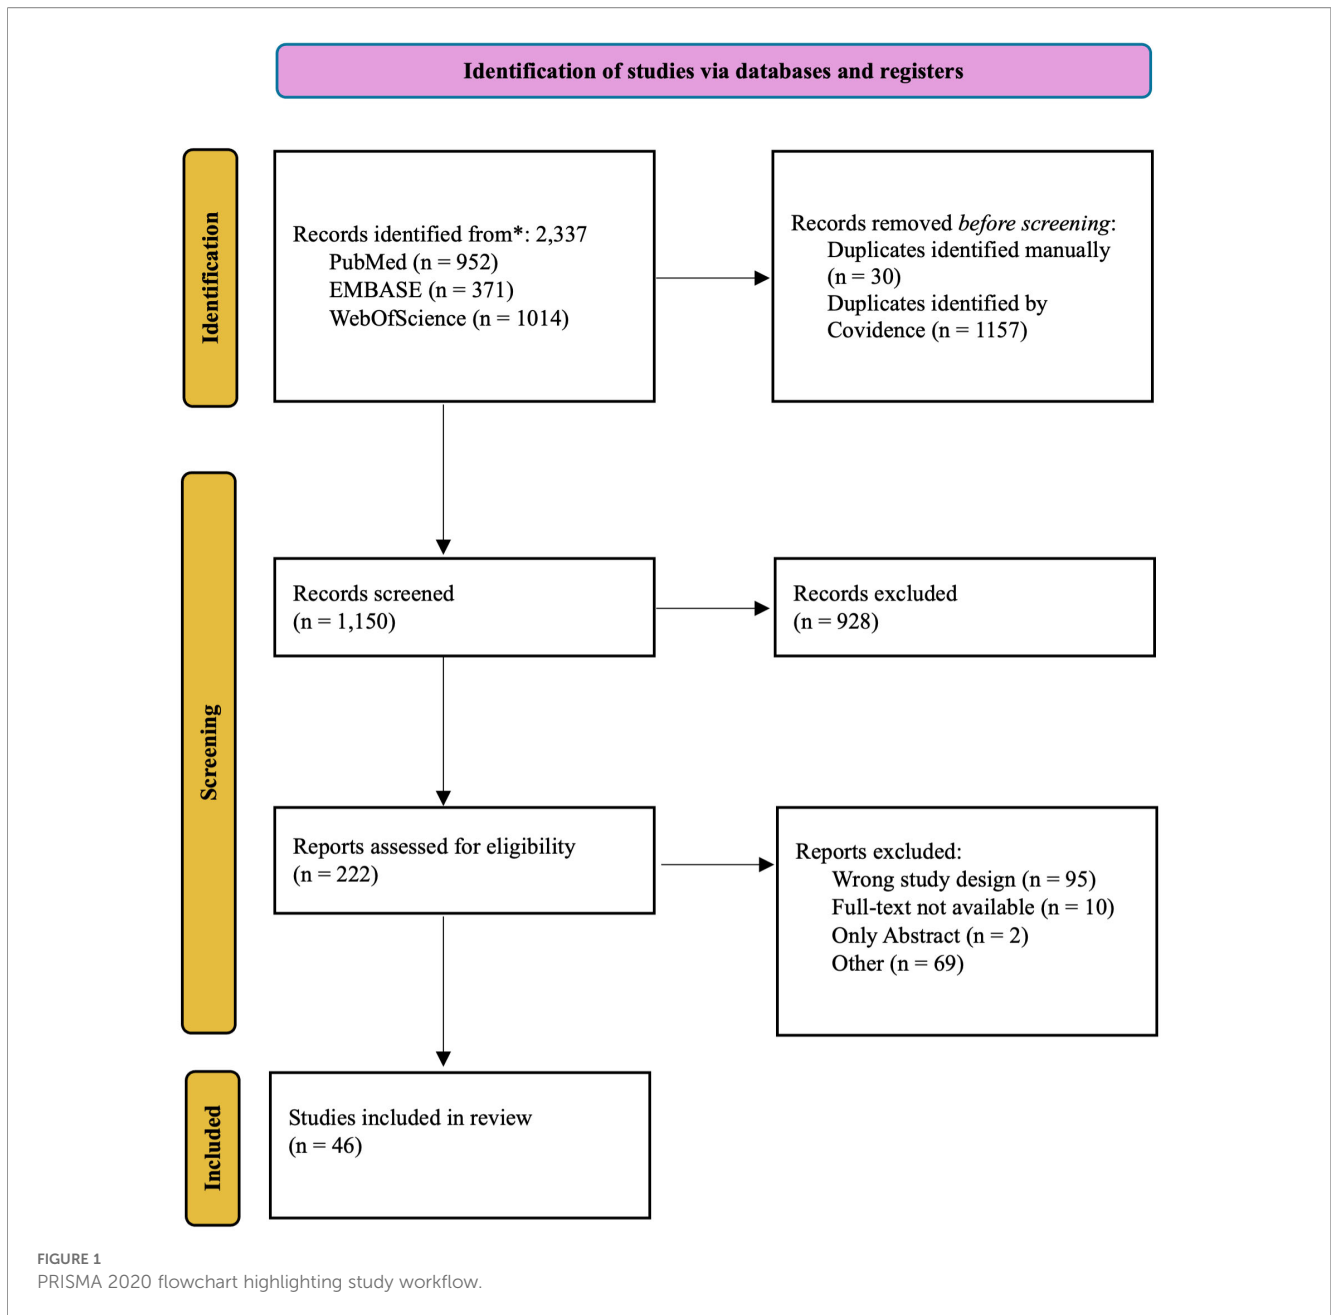 Identification of studies via databases and registers
Identification
Records identified from*: 2,337
PubMed (n = 952)
EMBASE (n = 371)
WebOfScience (n = 1014)
Records removed before screening:
Duplicates identified manually
(n = 30)
Duplicates identified by
Covidence (n = 1157)
Screening
Records screened
(n = 1,150)
Records excluded
(n = 928)
Reports assessed for eligibility
(n = 222)
Reports excluded:
Wrong study design (n = 95)
Full-text not available (n = 10)
Only Abstract (n = 2)
Other (n = 69)
Included
Studies included in review
(n = 46)
FIGURE 1
PRISMA 2020 flowchart highlighting study workflow.